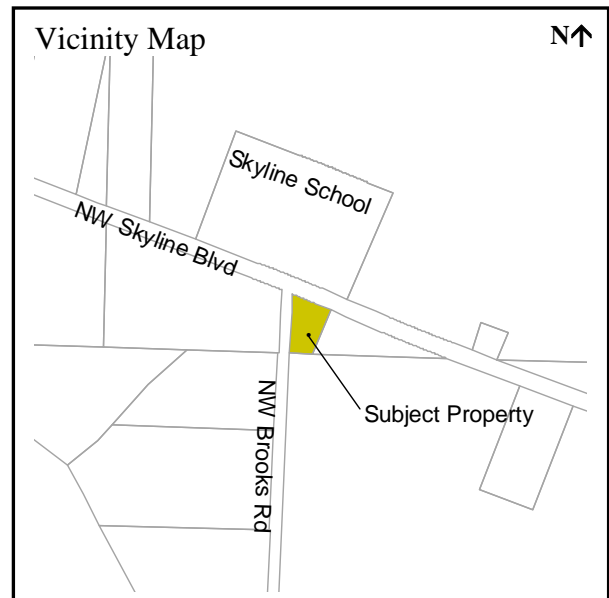 Vicinity Map
N↑
Skyline School
NW Skyline Blvd
NW Brooks Rd
Subject Property